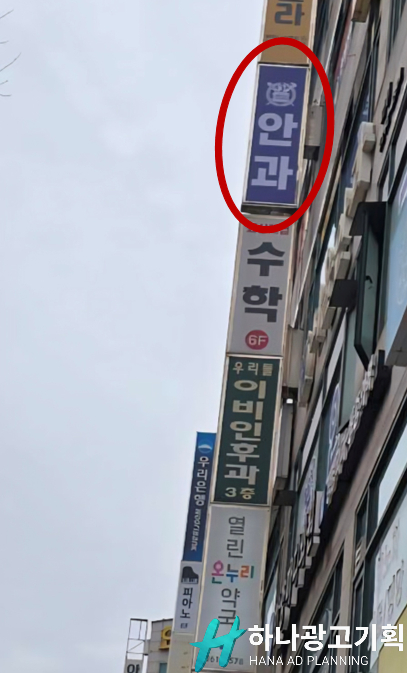 라
안
과
수
학
6F
우리들
이비인후과
3층
열린
온누리
약국
우리은행
피아노
하나광고기획
HANA AD PLANNING